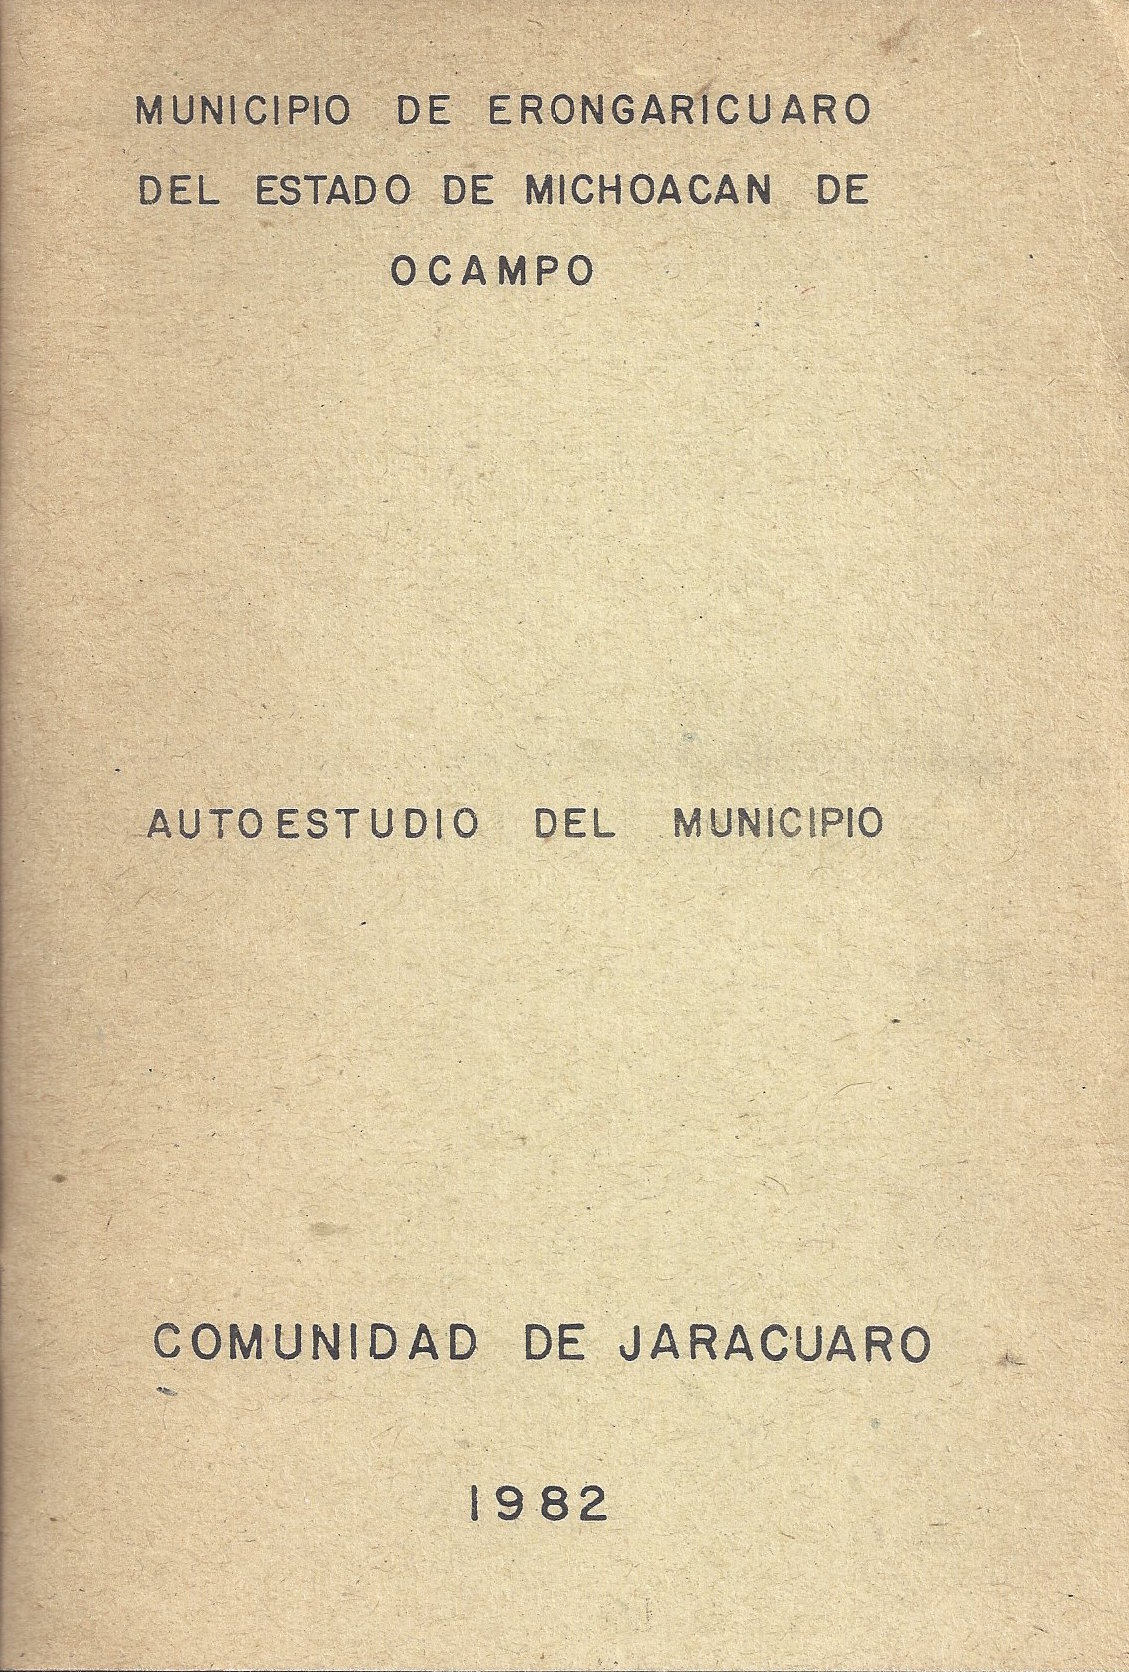 MUNICIPIO DE ERONGARICUARO
DEL ESTADO DE MICHOACAN DE
OCAMPO
AUTOESTUDIO DEL MUNICIPIO
COMUNIDAD DE JARACUARO
1982